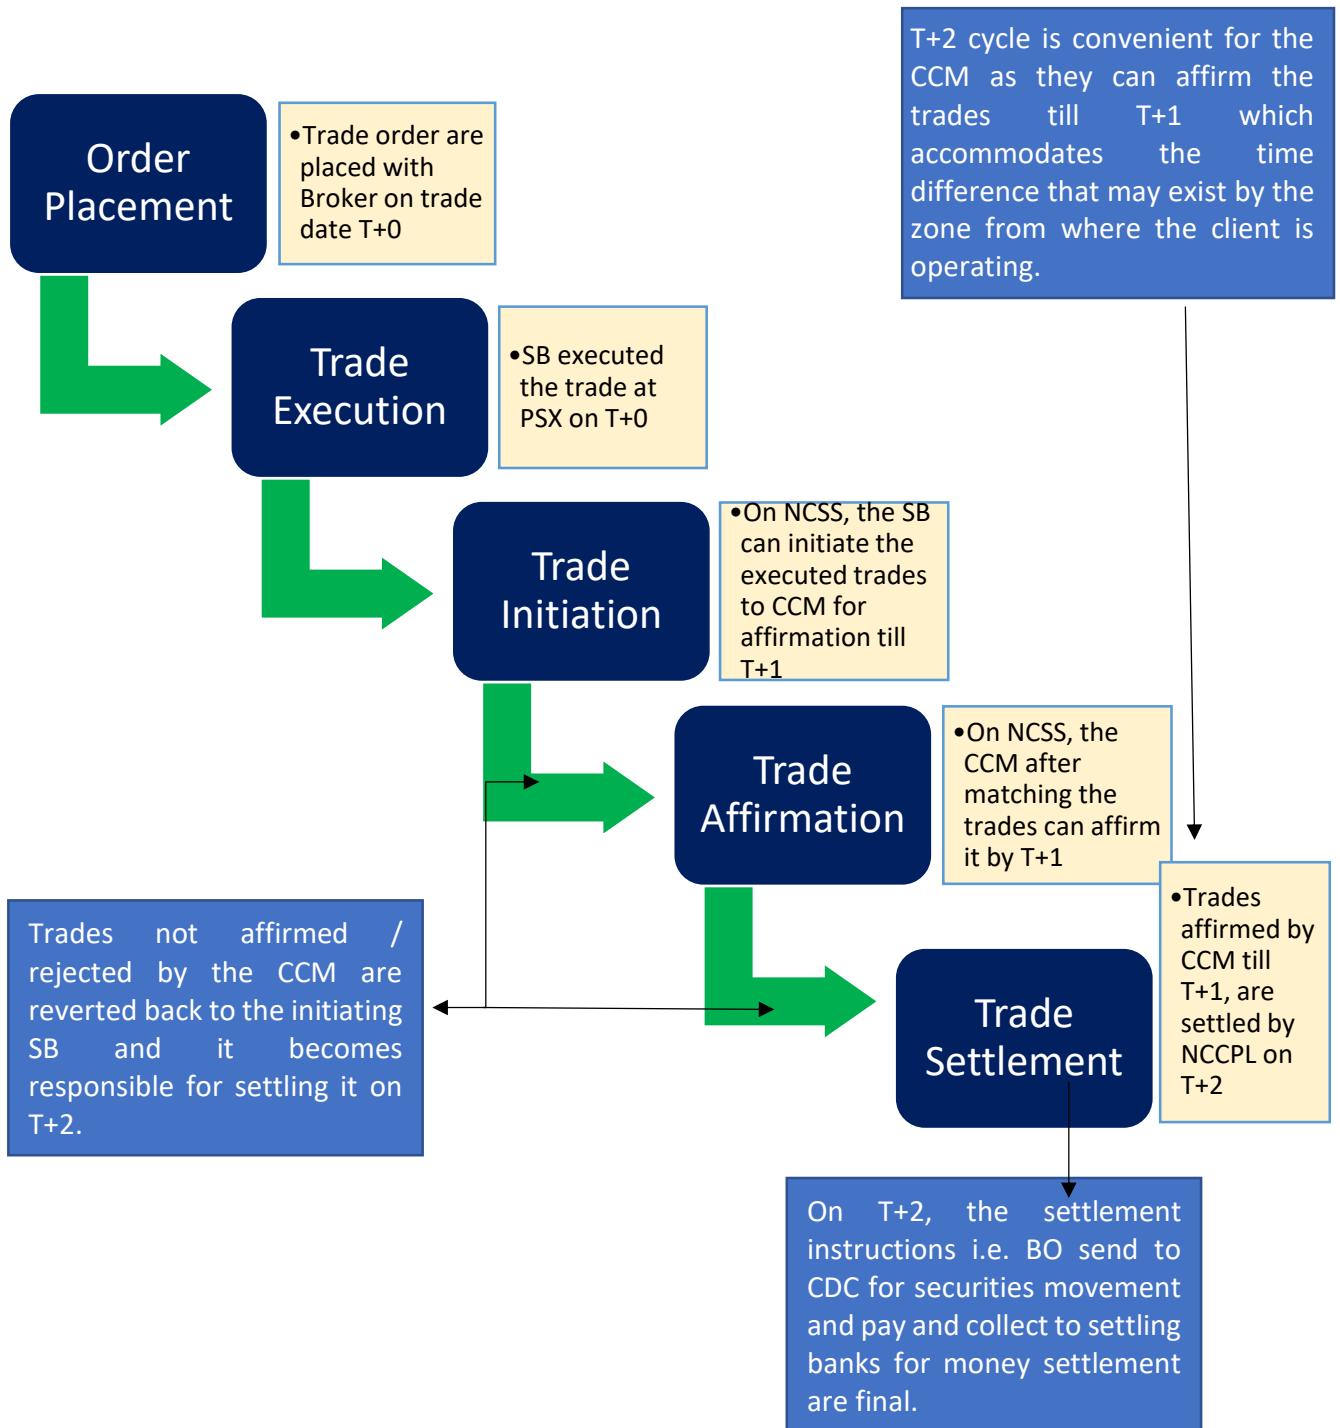 T+2 cycle is convenient for the
CCM as they can affirm the
trades till T+1 which
accommodates the time
difference that may exist by the
zone from where the client is
operating.
Order
Placement
•Trade order are
placed with
Broker on trade
date T+0
Trade
Execution
•SB executed
the trade at
PSX on T+0
Trade
Initiation
•On NCSS, the SB
can initiate the
executed trades
to CCM for
affirmation till
T+1
Trade
Affirmation
•On NCSS, the
CCM after
matching the
trades can affirm
it by T+1
Trades not affirmed /
rejected by the CCM are
reverted back to the initiating
SB and it becomes
responsible for settling it on
T+2.
Trade
Settlement
•Trades
affirmed by
CCM till
T+1, are
settled by
NCCPL on
T+2
On T+2, the settlement
instructions i.e. BO send to
CDC for securities movement
and pay and collect to settling
banks for money settlement
are final.